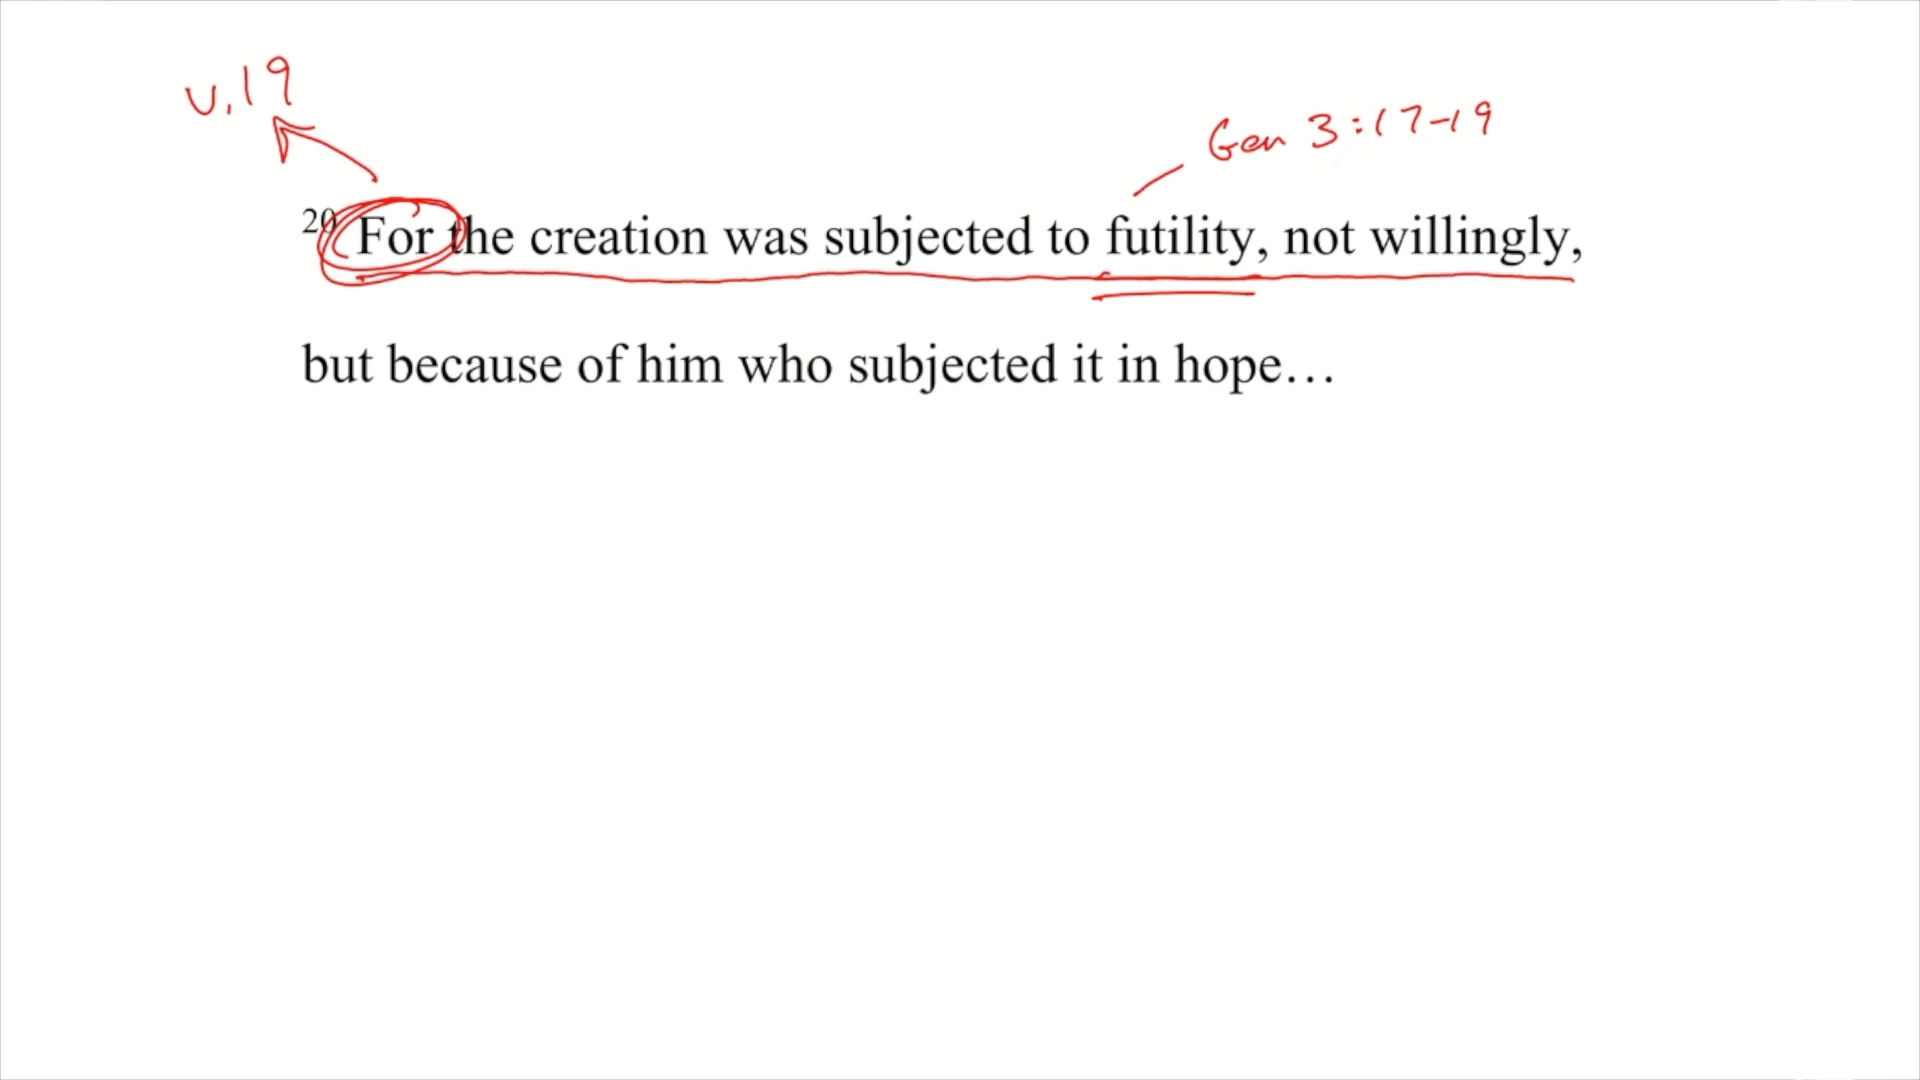 v.19
Gen 3:17-19
20 For the creation was subjected to futility, not willingly,
but because of him who subjected it in hope…